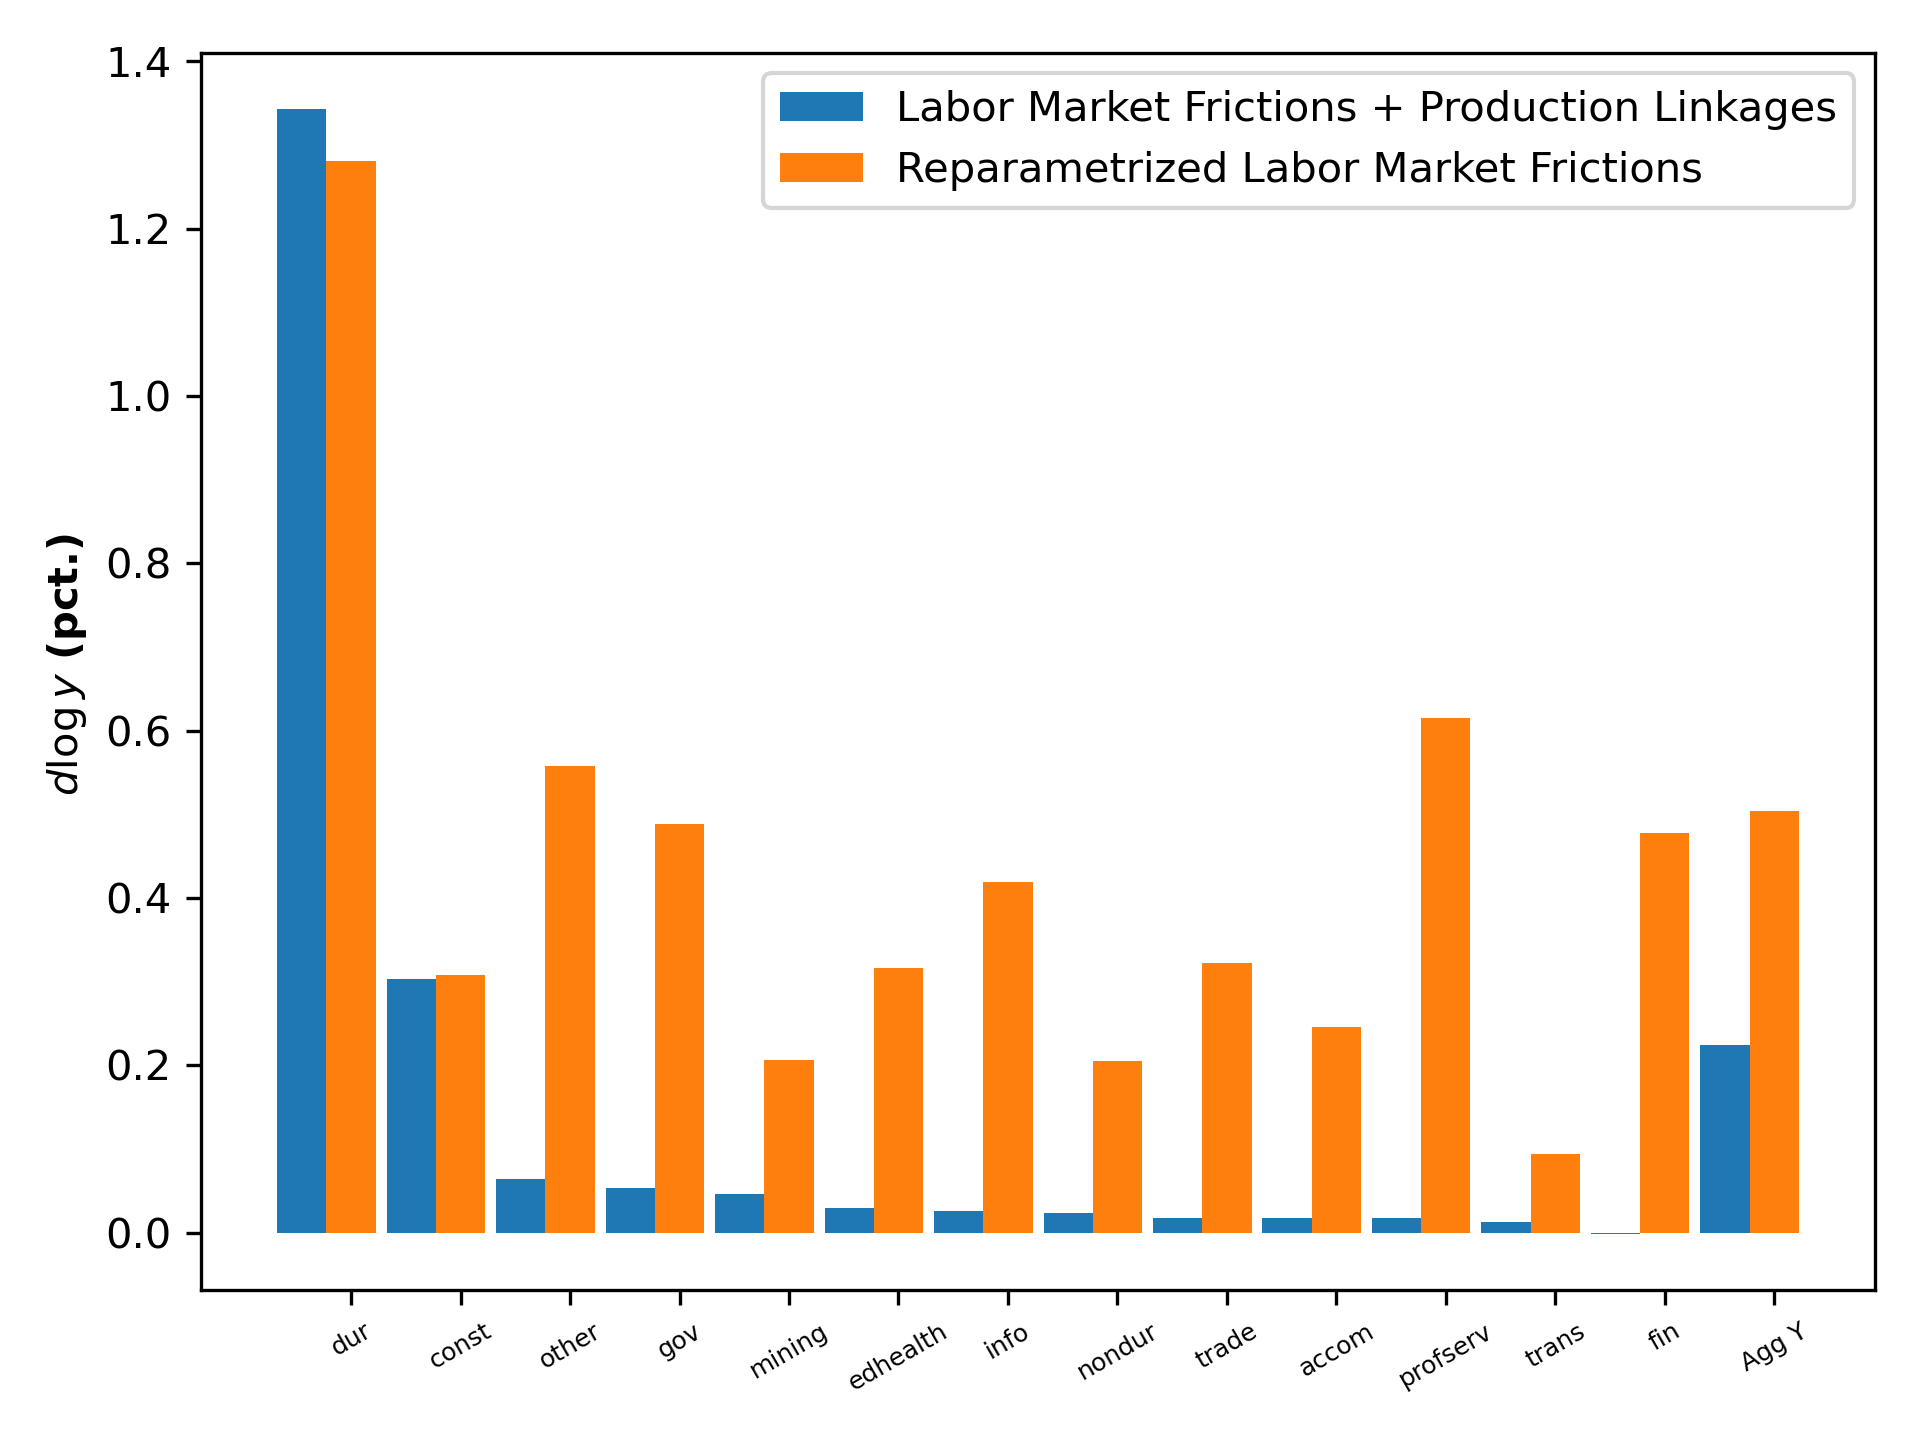 1.4
1.2
1.0
0.8
0.6
0.4
0.2
0.0
dlog y (pct.)
Labor Market Frictions + Production Linkages
Reparametrized Labor Market Frictions
dur
const
other
gov
mining
edhealth
info
nondur
trade
accom
profserv
trans
fin
Agg Y